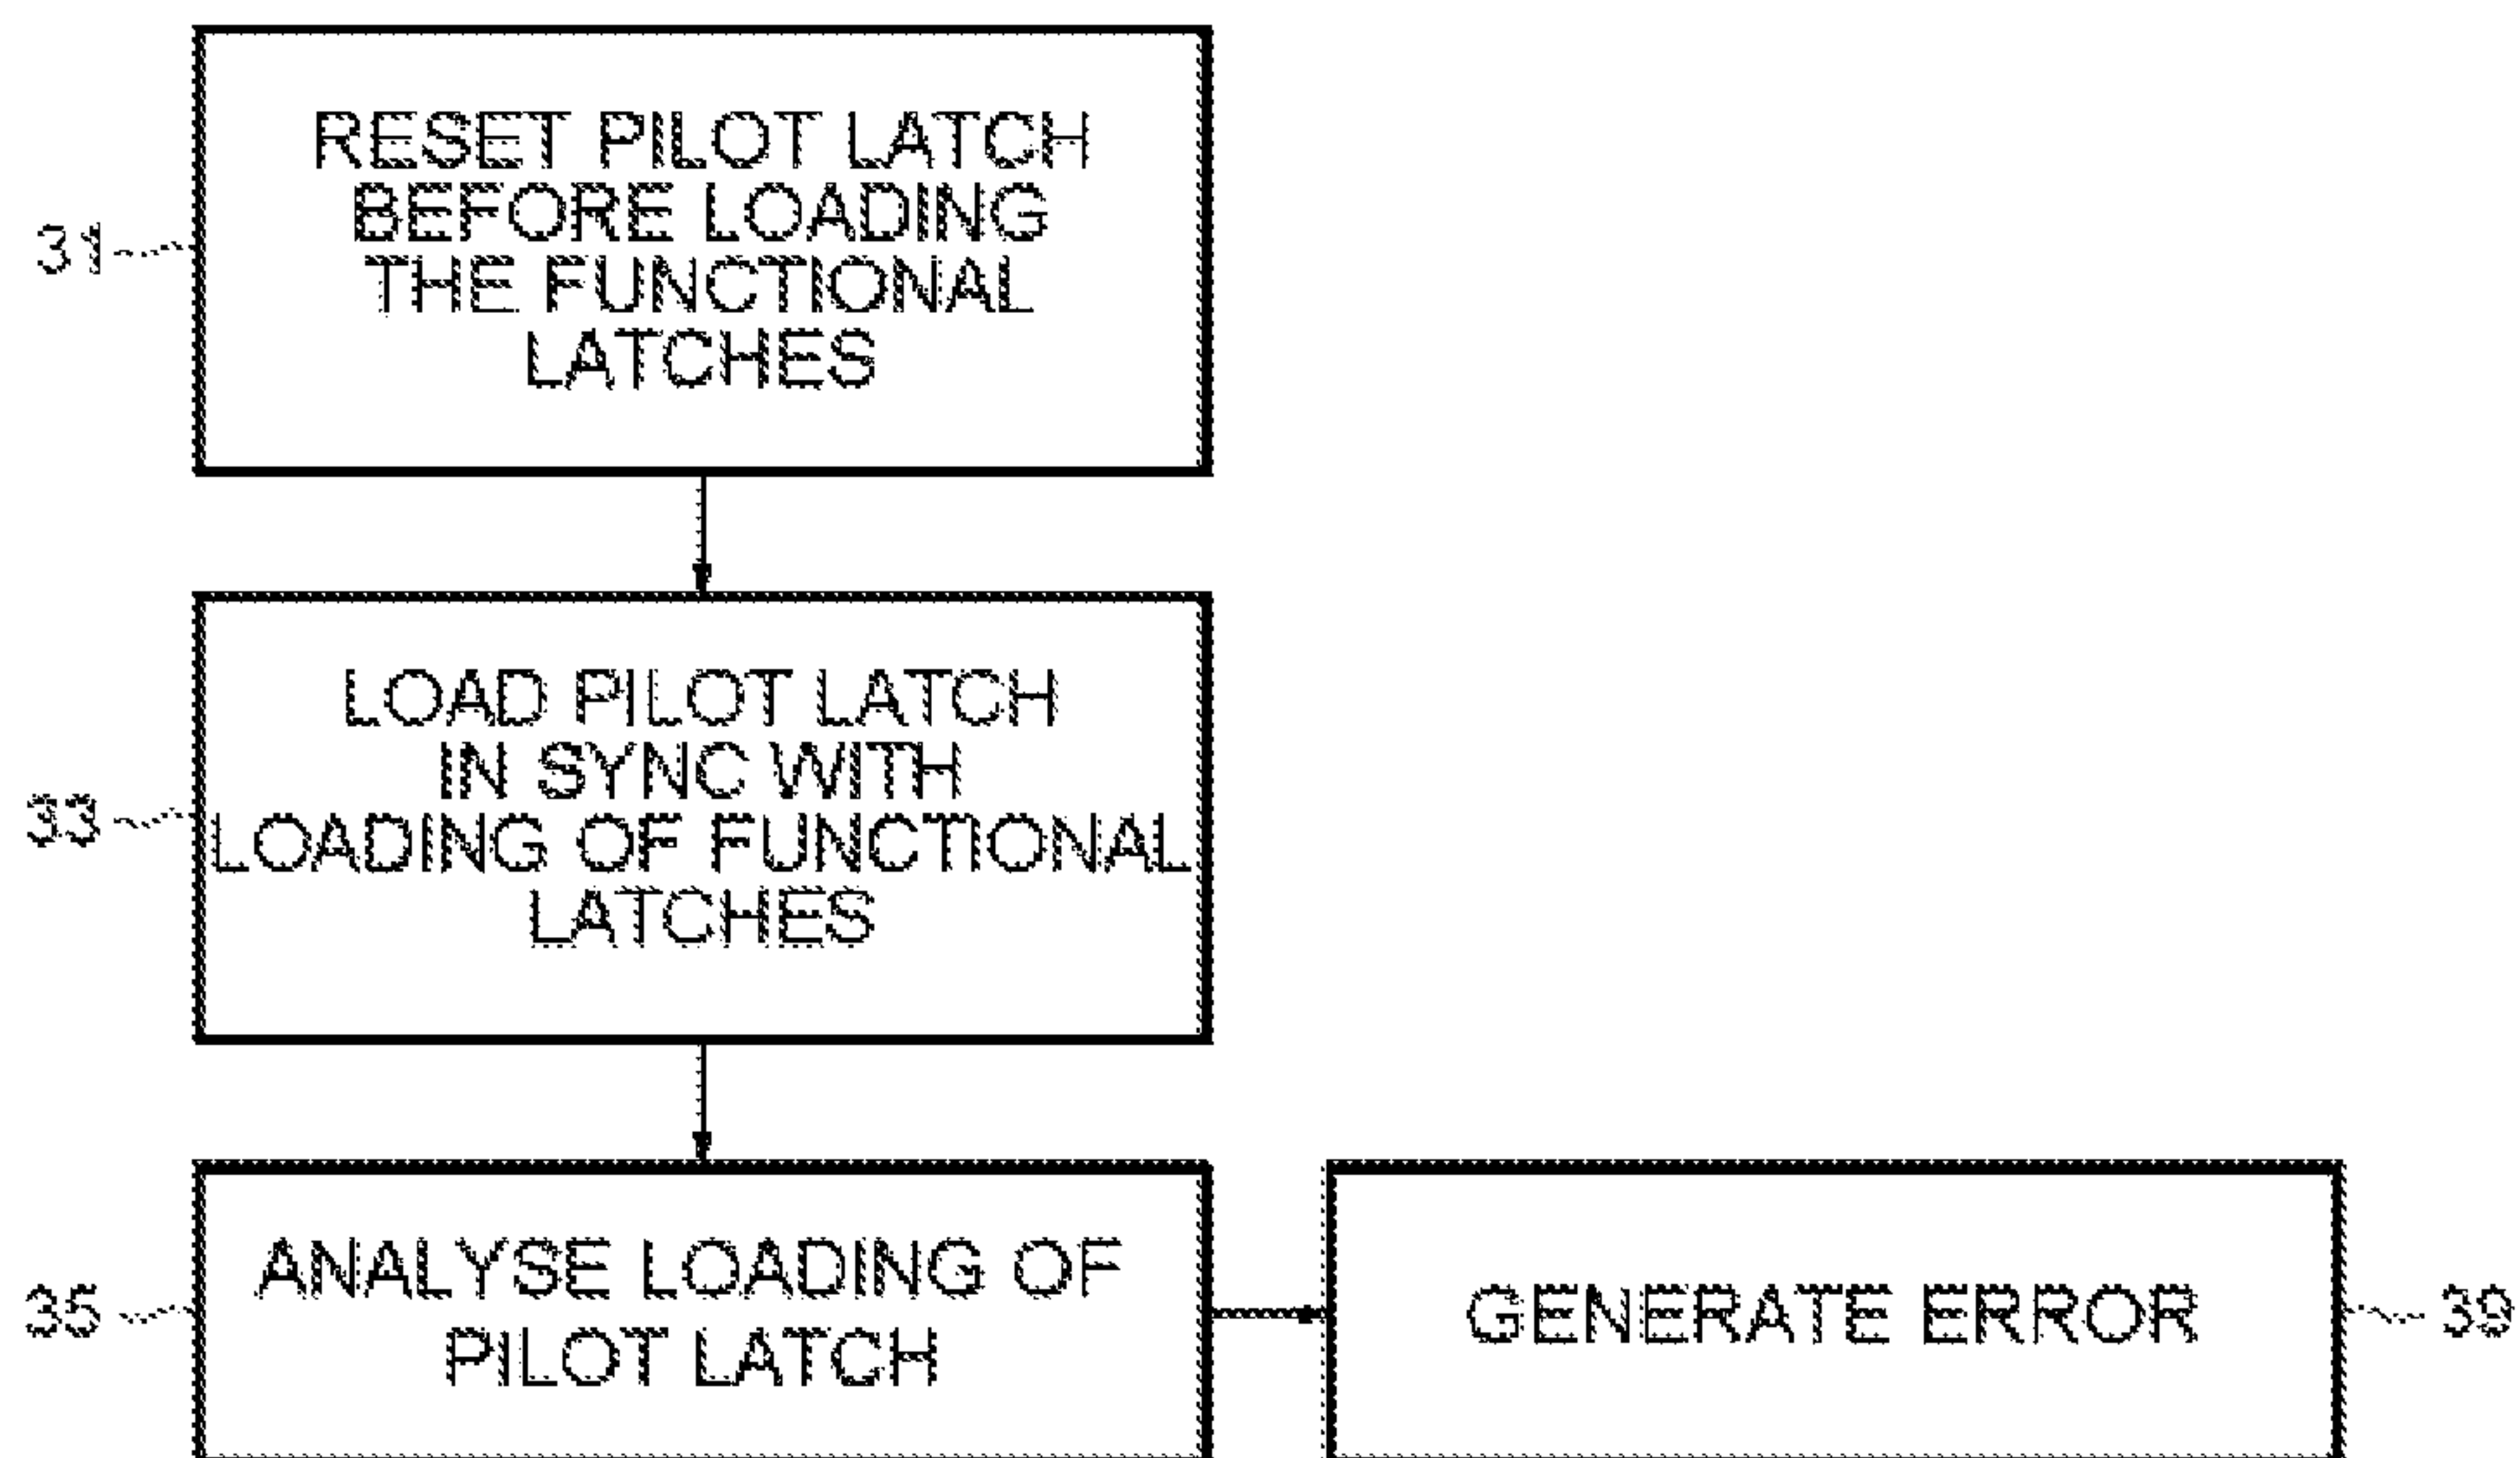 RESET PILOT LATCH
BEFORE LOADING
THE FUNCTIONAL
LATCHES
31
LOAD PILOT LATCH
IN SYNC WITH
LOADING OF FUNCTIONAL
LATCHES
33
ANALYSE LOADING OF
PILOT LATCH
35
GENERATE ERROR
39